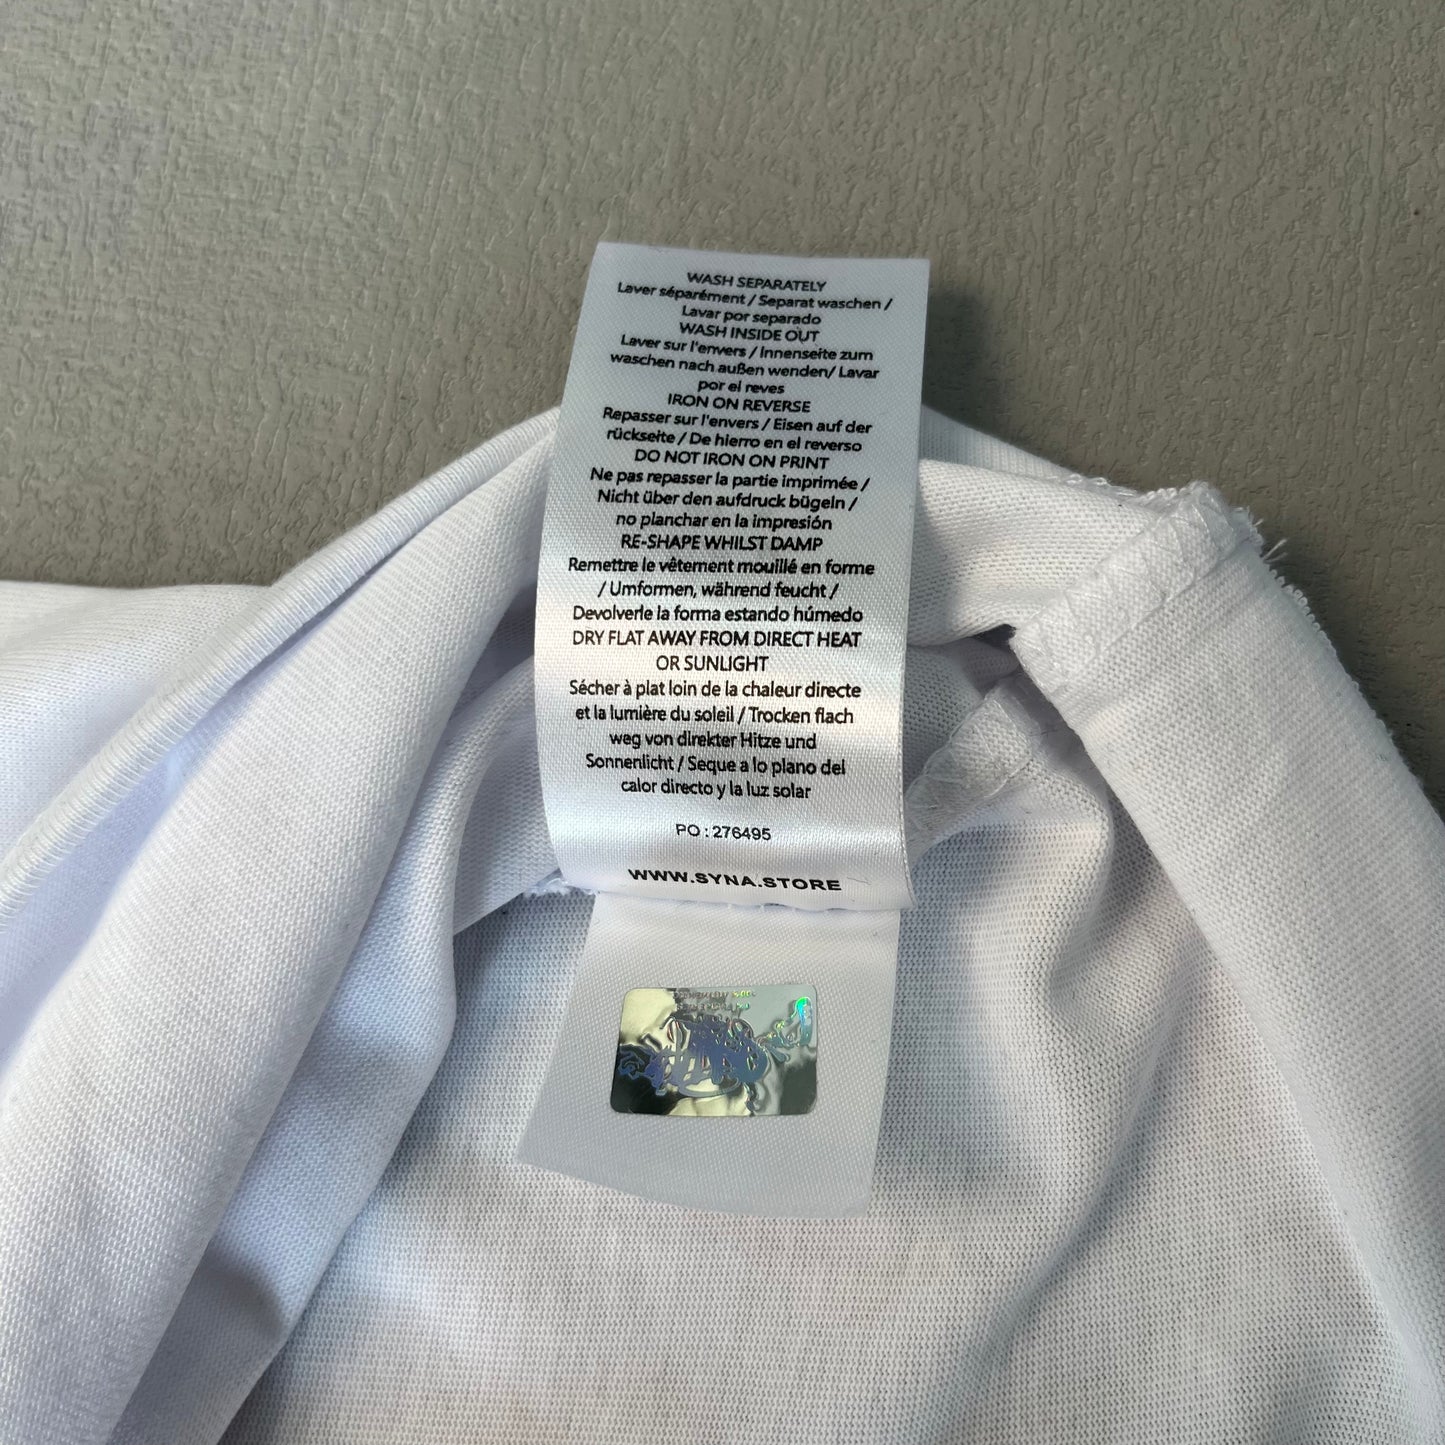 WASH SEPARATELY
Laver séparément / Separat waschen /
Lavar por separado
WASH INSIDE OUT
Laver sur l'envers / Innenseite zum
waschen nach außen wenden/ Lavar
por el reves
IRON ON REVERSE
Repasser sur l'envers / Eisen auf der
rückseite / De hierro en el reverso
DO NOT IRON ON PRINT
Ne pas repasser la partie imprimée /
Nicht über den aufdruck bügeln /
no planchar en la impresión
RE-SHAPE WHILST DAMP
Remettre le vêtement mouillé en forme
/ Umformen, während feucht /
Devolverle la forma estando húmedo
DRY FLAT AWAY FROM DIRECT HEAT
OR SUNLIGHT
Sécher à plat loin de la chaleur directe
et la lumière du soleil / Trocken flach
weg von direkter Hitze und
Sonnenlicht / Seque a lo plano del
calor directo y la luz solar
PO : 276495
WWW.SYNA.STORE